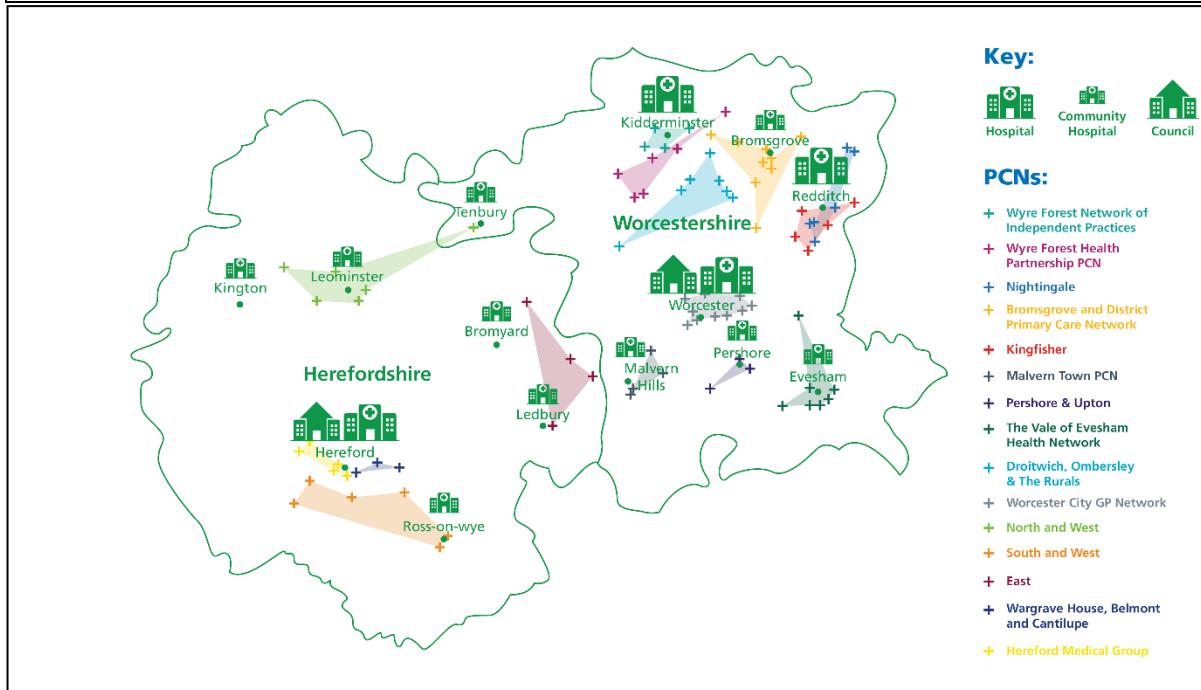 Kidderminster
Bromsgrove
Redditch
Tenbury
Worcestershire
Kington
Leominster
Worcester
Bromyard
Pershore
Malvern
Hills
Evesham
Herefordshire
Ledbury
Hereford
Ross-on-wye
Key:
Hospital
Community
Hospital
Council
PCNs:
Wyre Forest Network of
Independent Practices
Wyre Forest Health
Partnership PCN
Nightingale
Bromsgrove and District
Primary Care Network
Kingfisher
Malvern Town PCN
Pershore & Upton
The Vale of Evesham
Health Network
Droitwich, Ombersley
& The Rurals
Worcester City GP Network
North and West
South and West
East
Wargrave House, Belmont
and Cantilupe
Hereford Medical Group